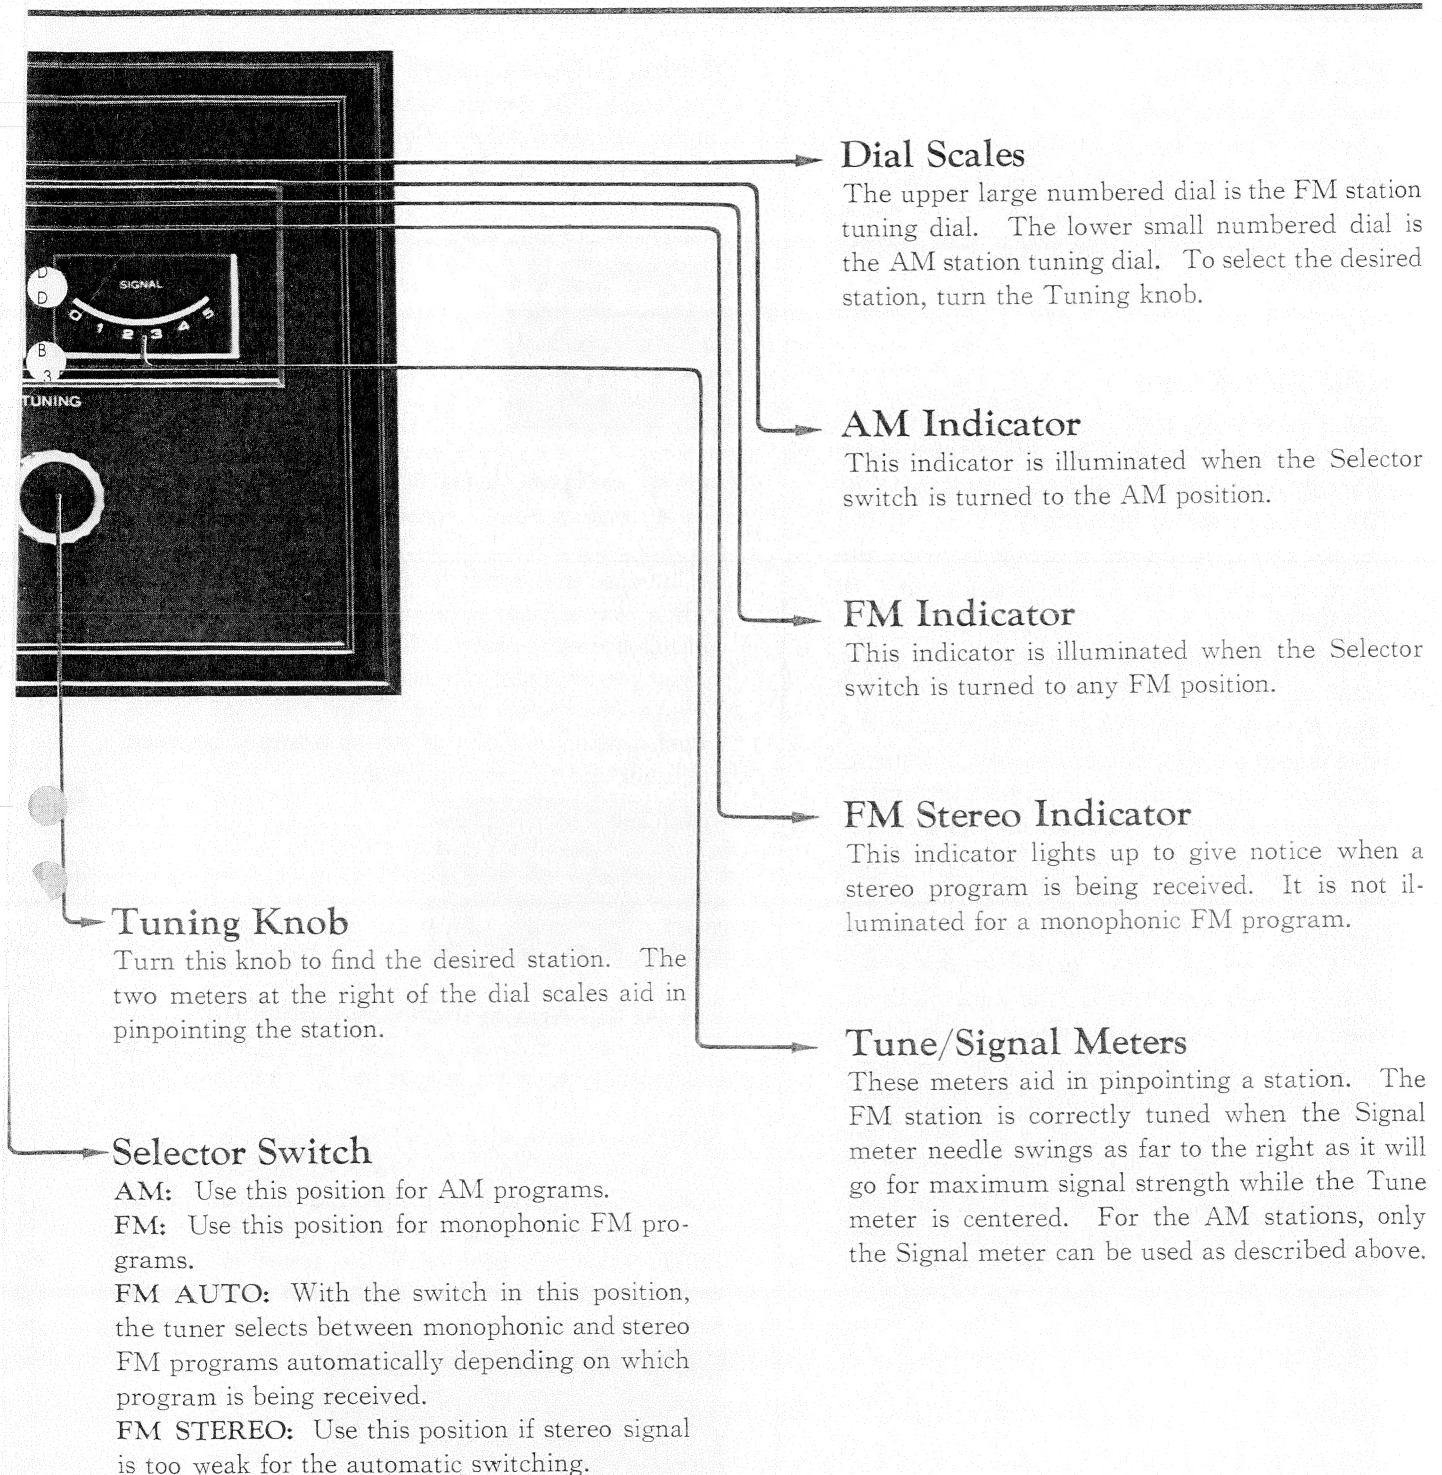 Dial Scales
The upper large numbered dial is the FM station
tuning dial. The lower small numbered dial is
the AM station tuning dial. To select the desired
station, turn the Tuning knob.
D
D
SIGNAL
0 1 2 3 4 5
B
3
TUNING
AM Indicator
This indicator is illuminated when the Selector
switch is turned to the AM position.
FM Indicator
This indicator is illuminated when the Selector
switch is turned to any FM position.
FM Stereo Indicator
This indicator lights up to give notice when a
stereo program is being received. It is not il-
luminated for a monophonic FM program.
Tuning Knob
Turn this knob to find the desired station. The
two meters at the right of the dial scales aid in
pinpointing the station.
Tune/Signal Meters
These meters aid in pinpointing a station. The
FM station is correctly tuned when the Signal
meter needle swings as far to the right as it will
go for maximum signal strength while the Tune
meter is centered. For the AM stations, only
the Signal meter can be used as described above.
Selector Switch
AM: Use this position for AM programs.
FM: Use this position for monophonic FM pro-
grams.
FM AUTO: With the switch in this position,
the tuner selects between monophonic and stereo
FM programs automatically depending on which
program is being received.
FM STEREO: Use this position if stereo signal
is too weak for the automatic switching.